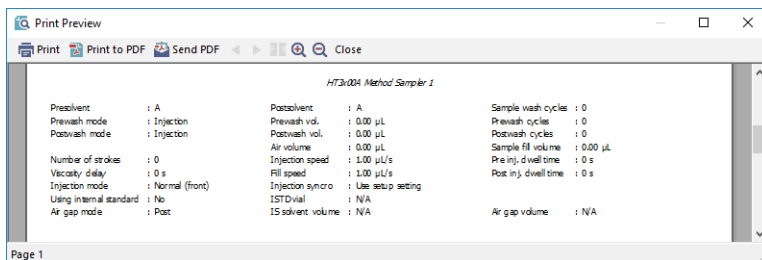 Print Preview
Print Print to PDF Send PDF Close
HT3x00A Method Sampler 1
Presolvent : A Postsolvent : A Sample wash cycles : 0
Prewash mode : Injection Prewash vol. : 0.00 µL Prewash cycles : 0
Postwash mode : Injection Postwash vol. : 0.00 µL Postwash cycles : 0
Air volume : 0.00 µL Sample fill volume : 0.00 µL
Number of strokes : 0 Injection speed : 1.00 µL/s Pre inj. dwell time : 0 s
Viscosity delay : 0 s Fill speed : 1.00 µL/s Post inj. dwell time : 0 s
Injection mode : Normal (front) Injection syncro : Use setup setting
Using internal standard : No ISTDvial : N/A
Air gap mode : Post IS solvent volume : N/A Air gap volume : N/A
Page 1